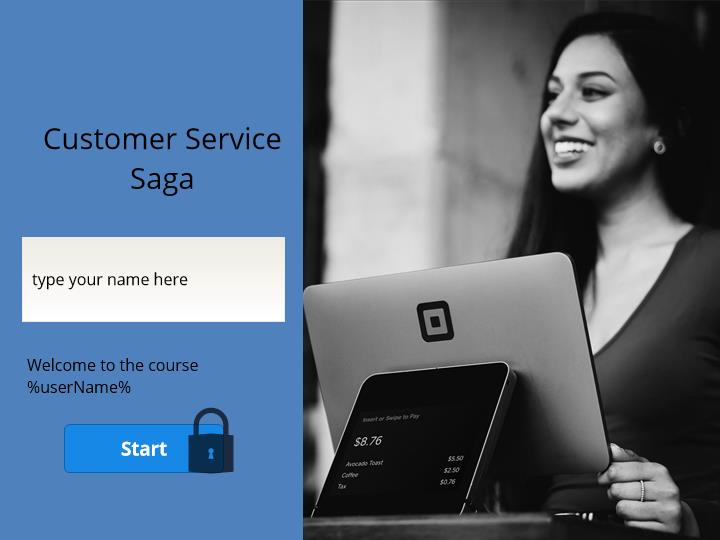 Customer Service
Saga
type your name here
Welcome to the course
%userName%
Start
Insert or Swipe to Pay
$8.76
Avocado Toast $5.50
Coffee $2.50
Tax $0.76